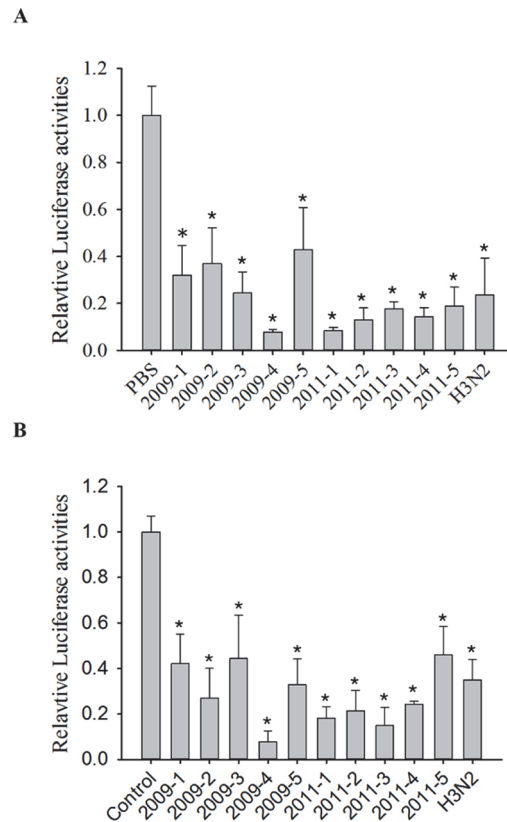 A
Relavtive Luciferase activities
1.2
1.0
0.8
0.6
0.4
0.2
0.0
* * * * * * * * * * *
PBS 2009-1 2009-2 2009-3 2009-4 2009-5 2011-1 2011-2 2011-3 2011-4 2011-5 H3N2
B
Relavtive Luciferase activities
1.2
1.0
0.8
0.6
0.4
0.2
0.0
* * * * * * * * * * *
Control 2009-1 2009-2 2009-3 2009-4 2009-5 2011-1 2011-2 2011-3 2011-4 2011-5 H3N2